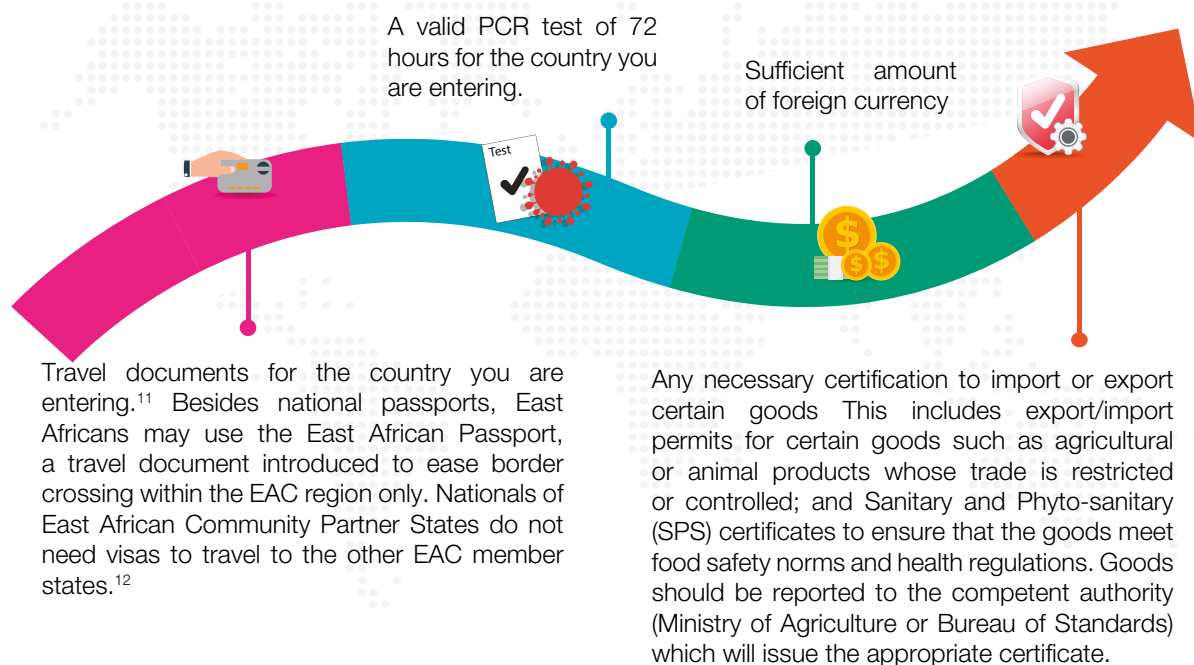 A valid PCR test of 72
hours for the country you
are entering.
Sufficient amount
of foreign currency
Test
$
$
$
Travel documents for the country you are
entering.¹¹ Besides national passports, East
Africans may use the East African Passport,
a travel document introduced to ease border
crossing within the EAC region only. Nationals of
East African Community Partner States do not
need visas to travel to the other EAC member
states.¹²
Any necessary certification to import or export
certain goods This includes export/import
permits for certain goods such as agricultural
or animal products whose trade is restricted
or controlled; and Sanitary and Phyto-sanitary
(SPS) certificates to ensure that the goods meet
food safety norms and health regulations. Goods
should be reported to the competent authority
(Ministry of Agriculture or Bureau of Standards)
which will issue the appropriate certificate.